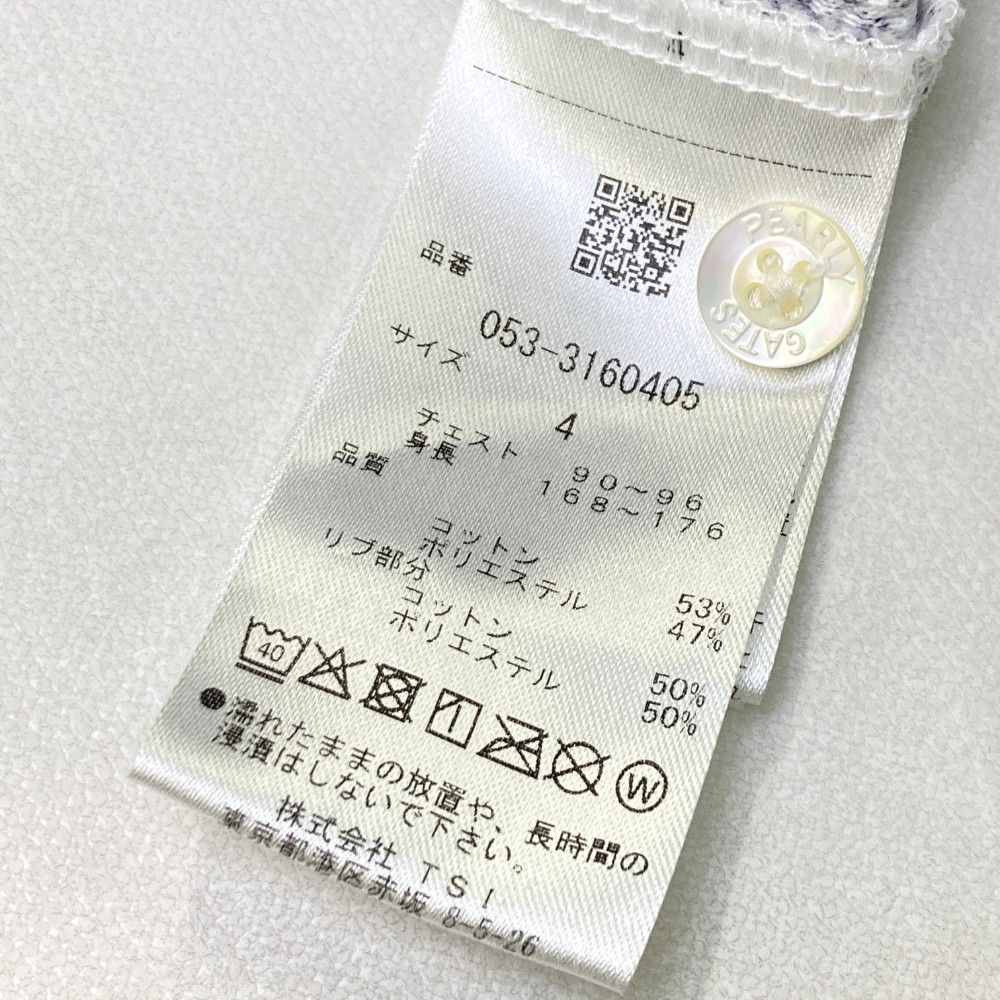 PEARLY
GATES
品番
053-3160405
サイズ
4
チェスト 90〜96
身長 168〜176
品質
コットン 53%
ポリエステル 47%
リブ部分
コットン 50%
ポリエステル 50%
40
W
●濡れたままの放置や、長時間の
浸漬はしないで下さい。
株式会社 TSI
東京都港区赤坂 8-5-26